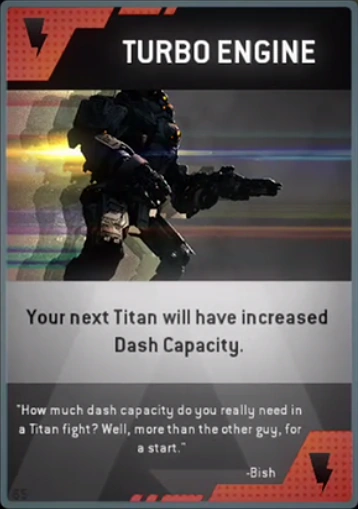 TURBO ENGINE
Your next Titan will have increased
Dash Capacity.
"How much dash capacity do you really need in
a Titan fight? Well, more than the other guy, for
a start."
-Bish
65